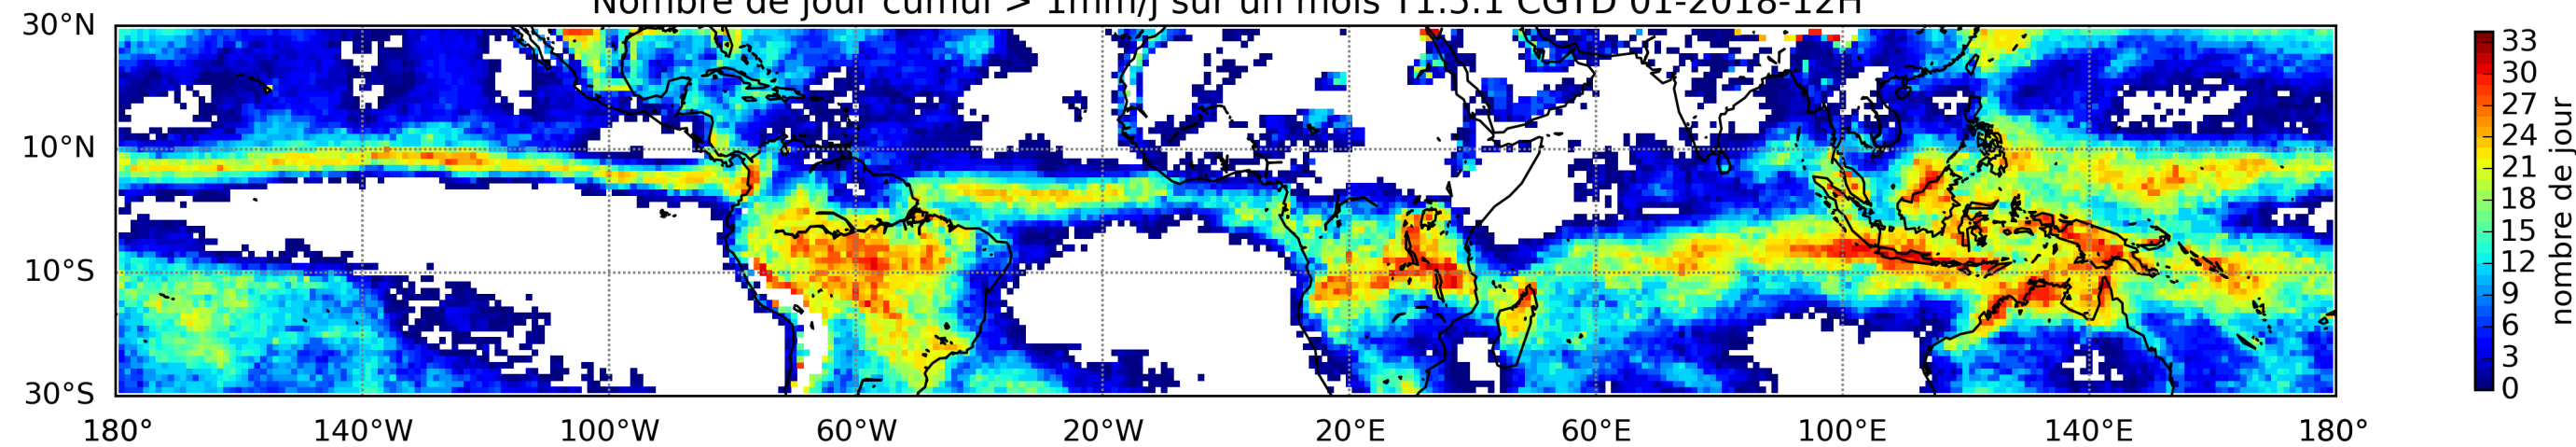 Nombre de jour cumul > 1mm/j sur un mois T1.5.1 CGTD 01-2018-12H
30°N
10°N
10°S
30°S
180° 140°W 100°W 60°W 20°W 20°E 60°E 100°E 140°E 180°
33
30
27
24
21
18
15
12
9
6
3
0
nombre de jour